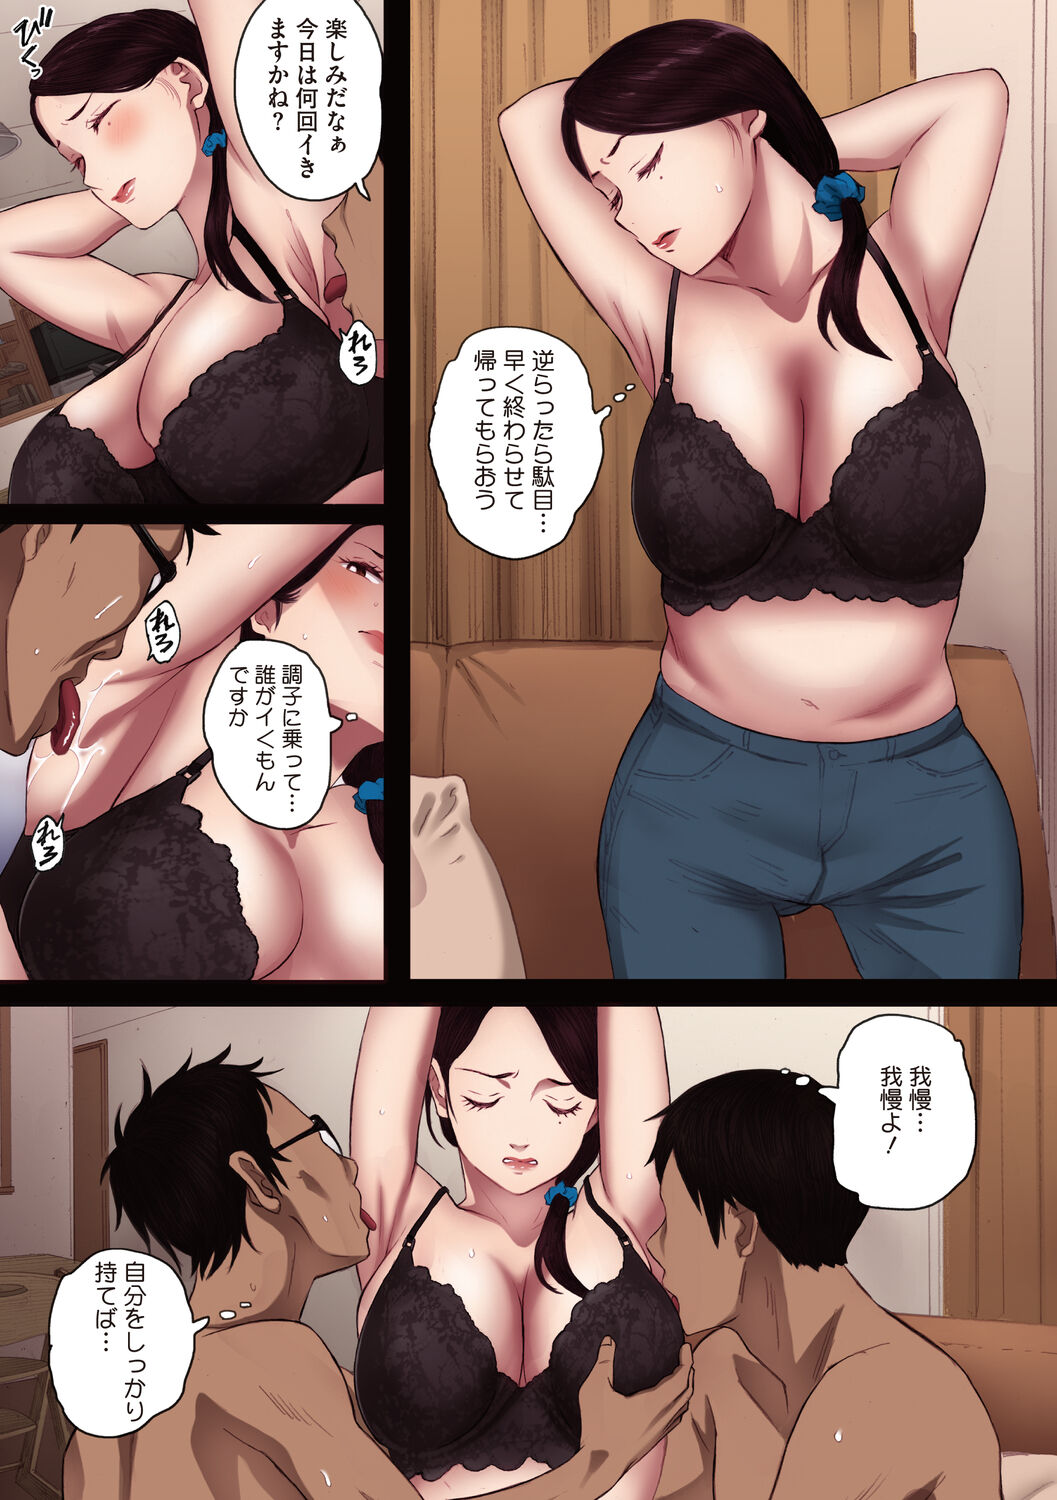 逆らったら駄目…
早く終わらせて
帰ってもらおう
楽しみだなぁ
今日は何回イき
ますかね?
びくっ
れろ
れろ
調子に乗って…
誰がイくもん
ですか
れろ
我慢…
我慢よ!
自分をしっかり
持てば…